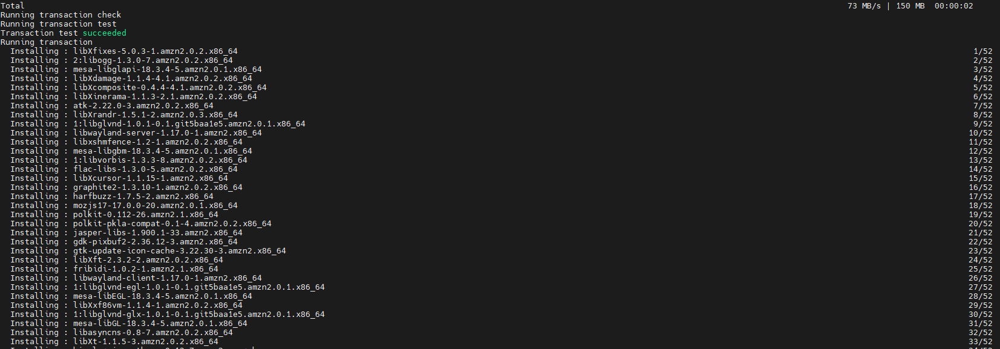 Total 73 MB/s | 150 MB 00:00:02
Running transaction check
Running transaction test
Transaction test succeeded
Running transaction
Installing : libXfixes-5.0.3-1.amzn2.0.2.x86_64 1/52
Installing : 2:libogg-1.3.0-7.amzn2.0.2.x86_64 2/52
Installing : mesa-libglapi-18.3.4-5.amzn2.0.1.x86_64 3/52
Installing : libXdamage-1.1.4-4.1.amzn2.0.2.x86_64 4/52
Installing : libXcomposite-0.4.4-4.1.amzn2.0.2.x86_64 5/52
Installing : libXinerama-1.1.3-2.1.amzn2.0.2.x86_64 6/52
Installing : atk-2.22.0-3.amzn2.0.2.x86_64 7/52
Installing : libXrandr-1.5.1-2.amzn2.0.3.x86_64 8/52
Installing : 1:libglvnd-1.0.1-0.1.git5baa1e5.amzn2.0.1.x86_64 9/52
Installing : libwayland-server-1.17.0-1.amzn2.x86_64 10/52
Installing : libxshmfence-1.2-1.amzn2.0.2.x86_64 11/52
Installing : mesa-libgbm-18.3.4-5.amzn2.0.1.x86_64 12/52
Installing : 1:libvorbis-1.3.3-8.amzn2.0.2.x86_64 13/52
Installing : flac-libs-1.3.0-5.amzn2.0.2.x86_64 14/52
Installing : libXcursor-1.1.15-1.amzn2.x86_64 15/52
Installing : graphite2-1.3.10-1.amzn2.0.2.x86_64 16/52
Installing : harfbuzz-1.7.5-2.amzn2.x86_64 17/52
Installing : mozjs17-17.0.0-20.amzn2.0.1.x86_64 18/52
Installing : polkit-0.112-26.amzn2.1.x86_64 19/52
Installing : polkit-pkla-compat-0.1-4.amzn2.0.2.x86_64 20/52
Installing : jasper-libs-1.900.1-33.amzn2.x86_64 21/52
Installing : gdk-pixbuf2-2.36.12-3.amzn2.x86_64 22/52
Installing : gtk-update-icon-cache-3.22.30-3.amzn2.x86_64 23/52
Installing : libXft-2.3.2-2.amzn2.0.2.x86_64 24/52
Installing : fribidi-1.0.2-1.amzn2.1.x86_64 25/52
Installing : libwayland-client-1.17.0-1.amzn2.x86_64 26/52
Installing : 1:libglvnd-egl-1.0.1-0.1.git5baa1e5.amzn2.0.1.x86_64 27/52
Installing : mesa-libEGL-18.3.4-5.amzn2.0.1.x86_64 28/52
Installing : libXxf86vm-1.1.4-1.amzn2.0.2.x86_64 29/52
Installing : 1:libglvnd-glx-1.0.1-0.1.git5baa1e5.amzn2.0.1.x86_64 30/52
Installing : mesa-libGL-18.3.4-5.amzn2.0.1.x86_64 31/52
Installing : libasyncns-0.8-7.amzn2.0.2.x86_64 32/52
Installing : libXt-1.1.5-3.amzn2.0.2.x86_64 33/52